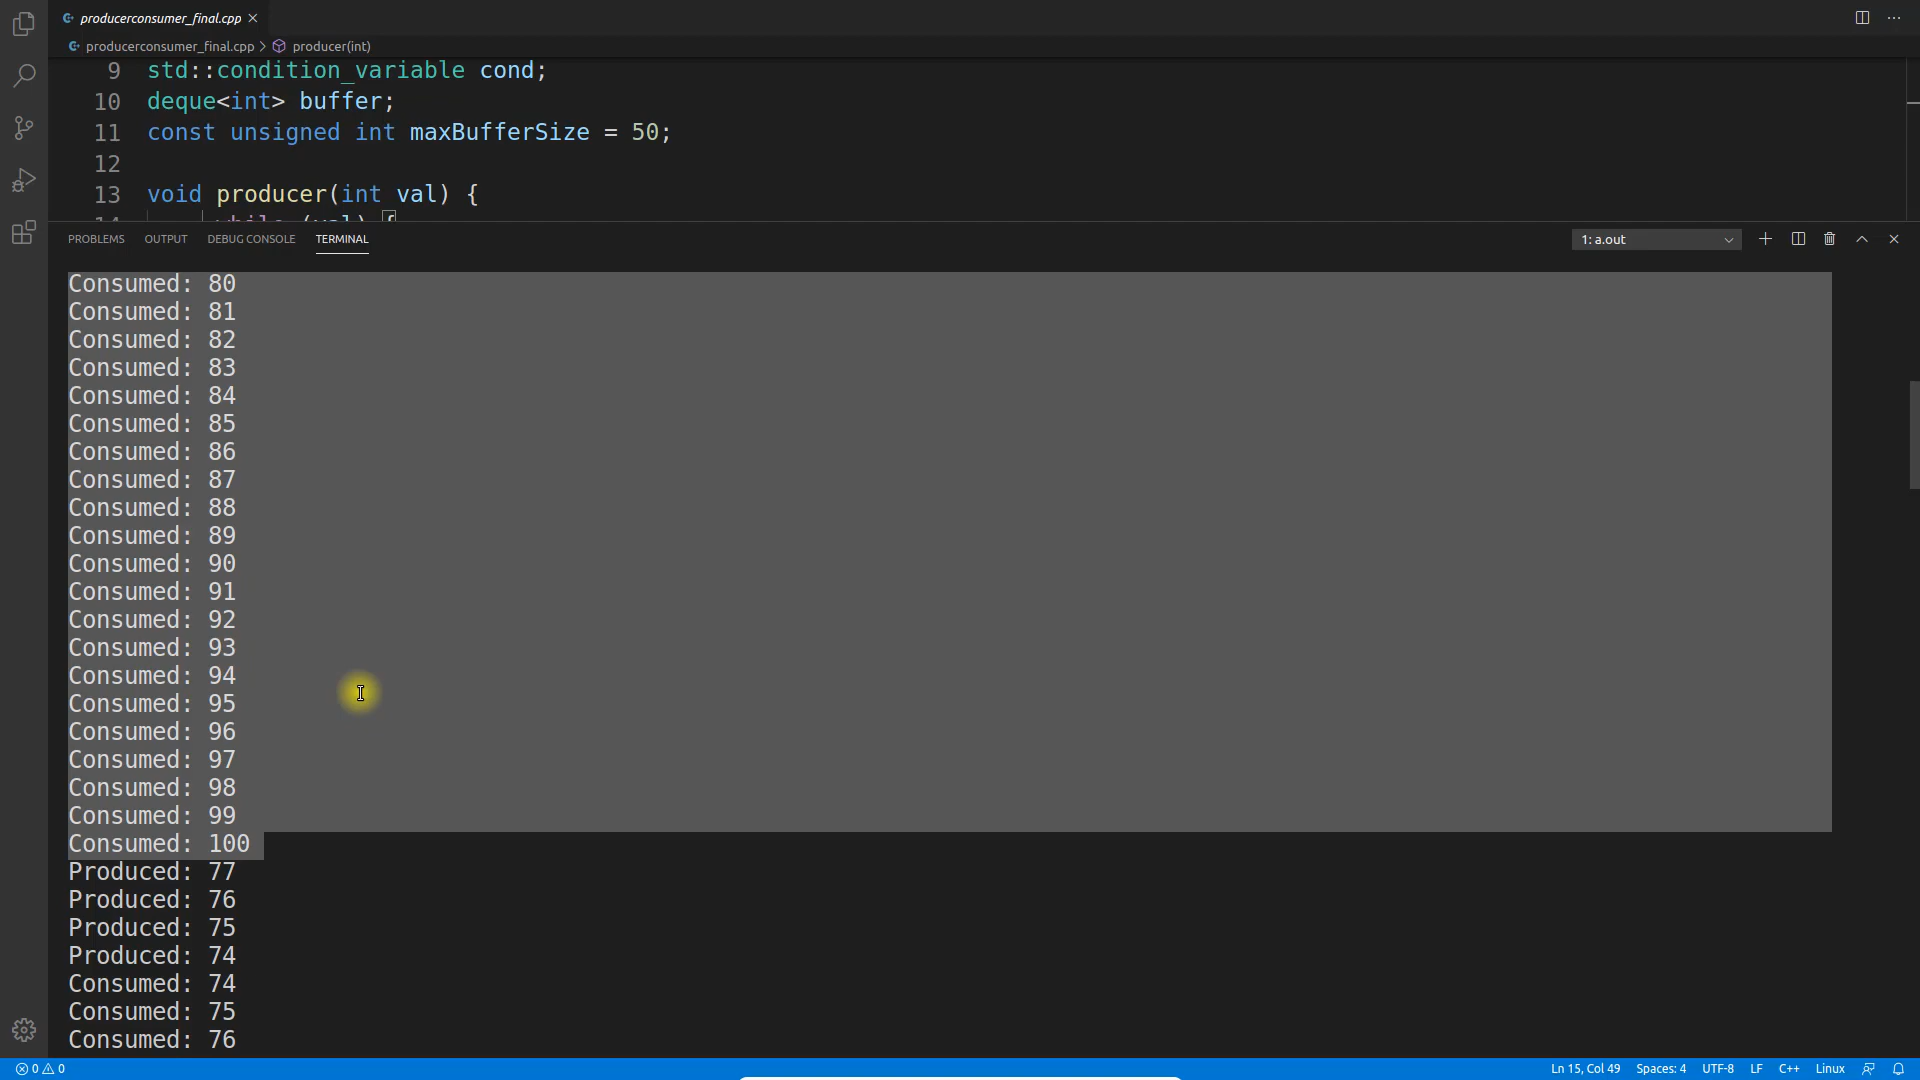 producerconsumer_final.cpp
producerconsumer_final.cpp > producer(int)
9 std::condition_variable cond;
10 deque<int> buffer;
11 const unsigned int maxBufferSize = 50;
12
13 void producer(int val) {
14 while (val) {
PROBLEMS OUTPUT DEBUG CONSOLE TERMINAL 1: a.out
Consumed: 80
Consumed: 81
Consumed: 82
Consumed: 83
Consumed: 84
Consumed: 85
Consumed: 86
Consumed: 87
Consumed: 88
Consumed: 89
Consumed: 90
Consumed: 91
Consumed: 92
Consumed: 93
Consumed: 94
Consumed: 95
Consumed: 96
Consumed: 97
Consumed: 98
Consumed: 99
Consumed: 100
Produced: 77
Produced: 76
Produced: 75
Produced: 74
Consumed: 74
Consumed: 75
Consumed: 76
0 0 Ln 15, Col 49 Spaces: 4 UTF-8 LF C++ Linux